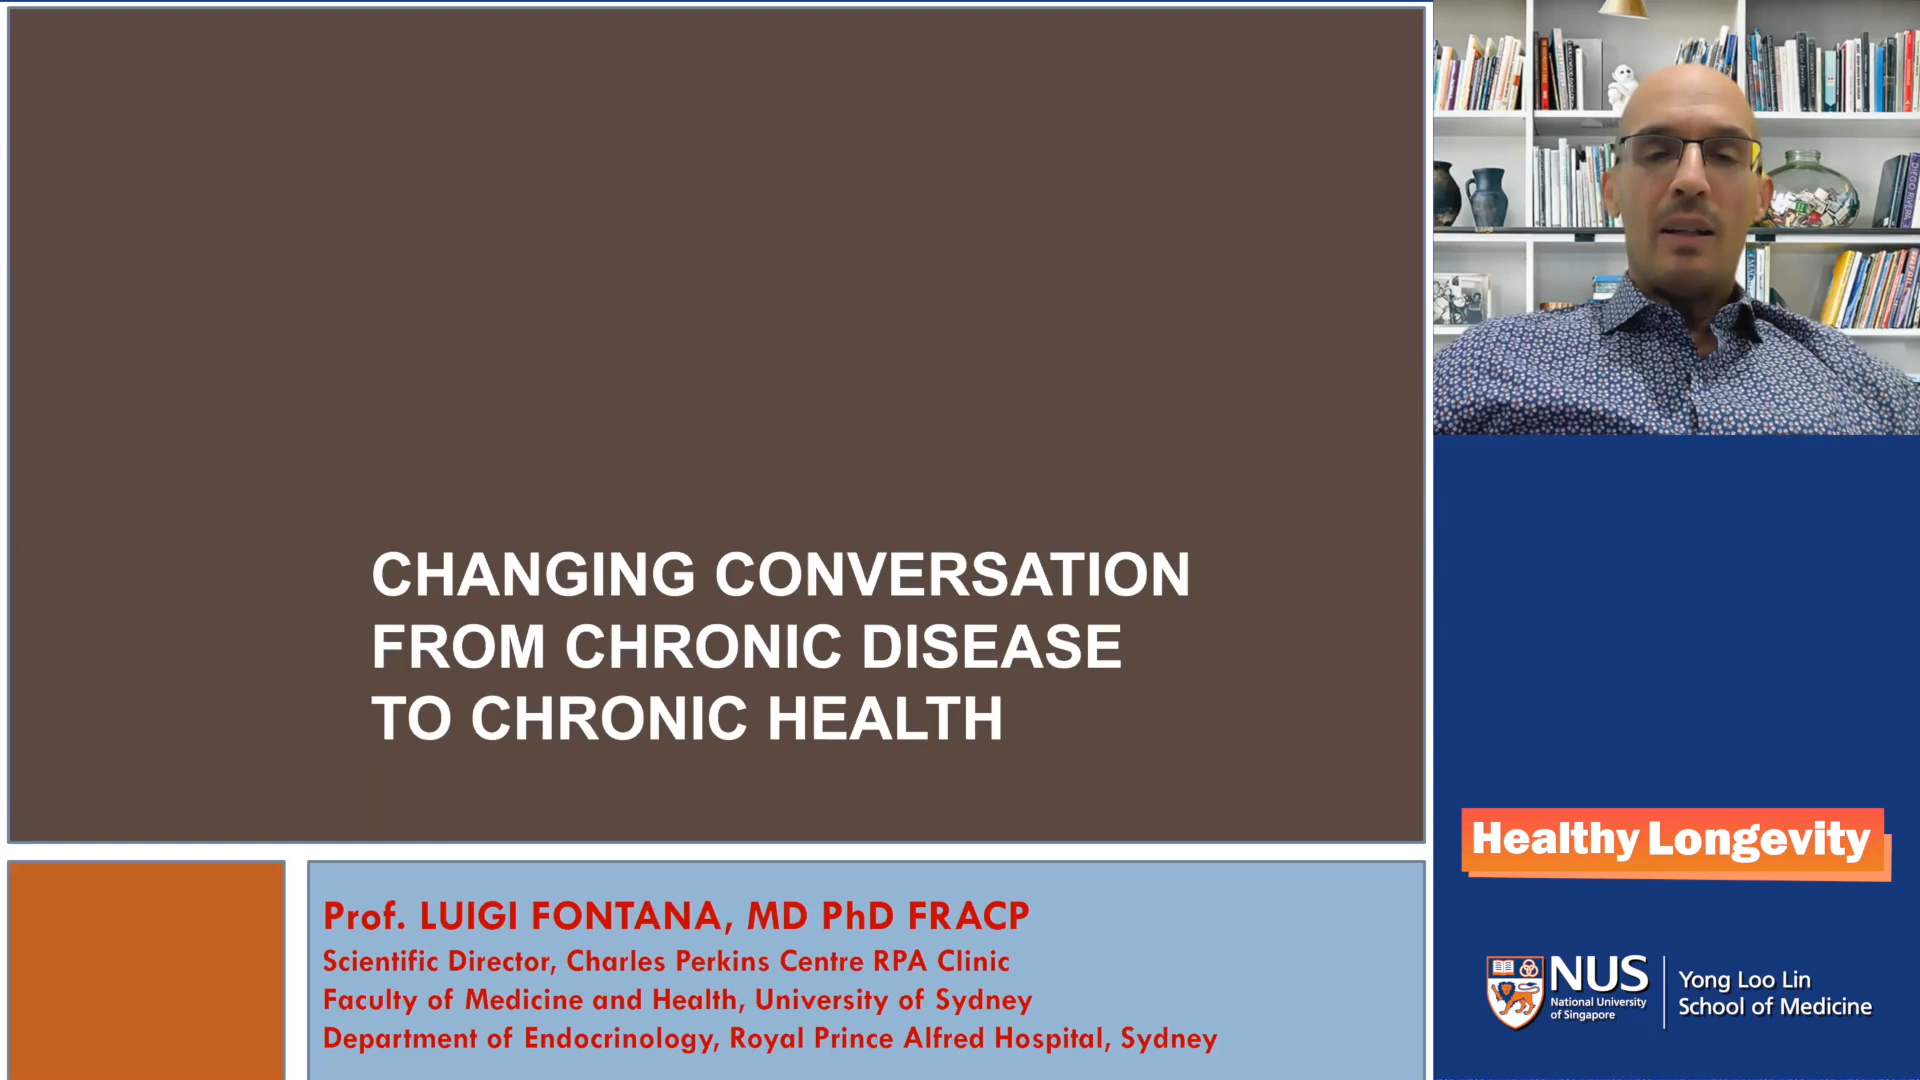 CHANGING CONVERSATION
FROM CHRONIC DISEASE
TO CHRONIC HEALTH
Prof. LUIGI FONTANA, MD PhD FRACP
Scientific Director, Charles Perkins Centre RPA Clinic
Faculty of Medicine and Health, University of Sydney
Department of Endocrinology, Royal Prince Alfred Hospital, Sydney
DIEGO RIVERA
Healthy Longevity
NUS
National University
of Singapore
Yong Loo Lin
School of Medicine